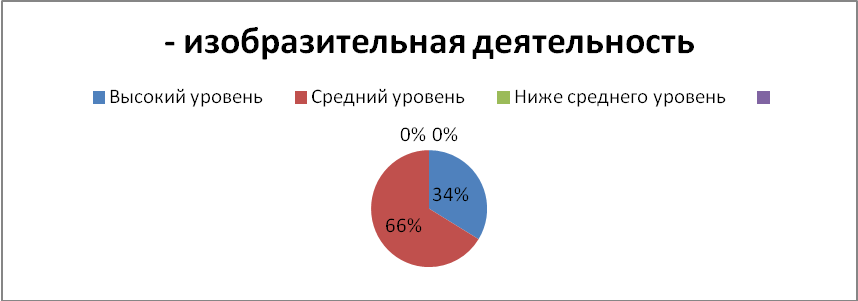 - изобразительная деятельность
Высокий уровень Средний уровень Ниже среднего уровень
0% 0%
34%
66%